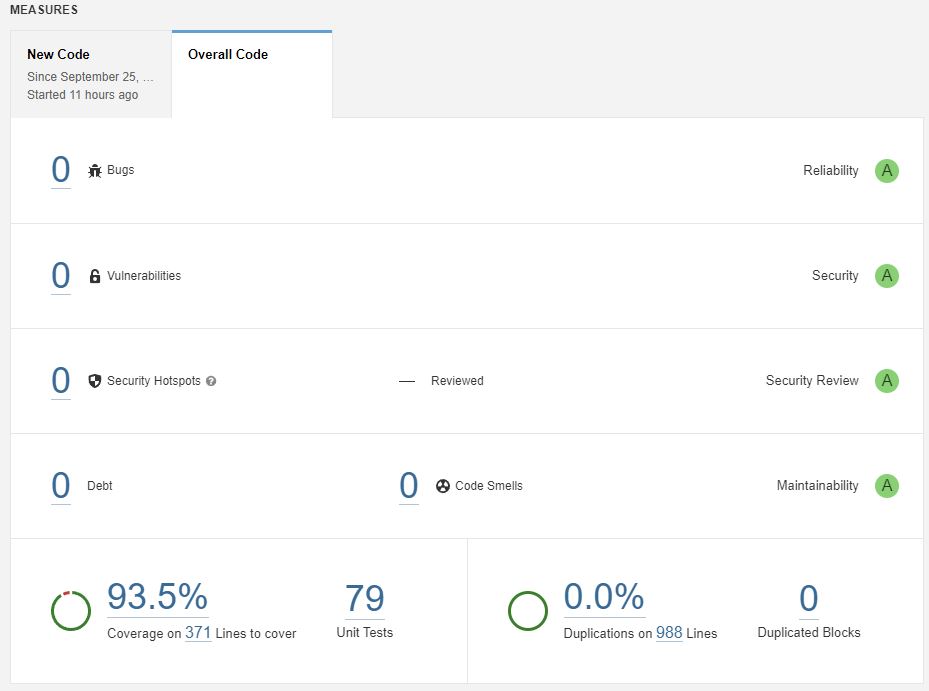 MEASURES
New Code
Since September 25, ...
Started 11 hours ago
Overall Code
0 Bugs
Reliability A
0 Vulnerabilities
Security A
0 Security Hotspots ?
— Reviewed
Security Review A
0 Debt
0 Code Smells
Maintainability A
93.5%
Coverage on 371 Lines to cover
79
Unit Tests
0.0%
Duplications on 988 Lines
0
Duplicated Blocks